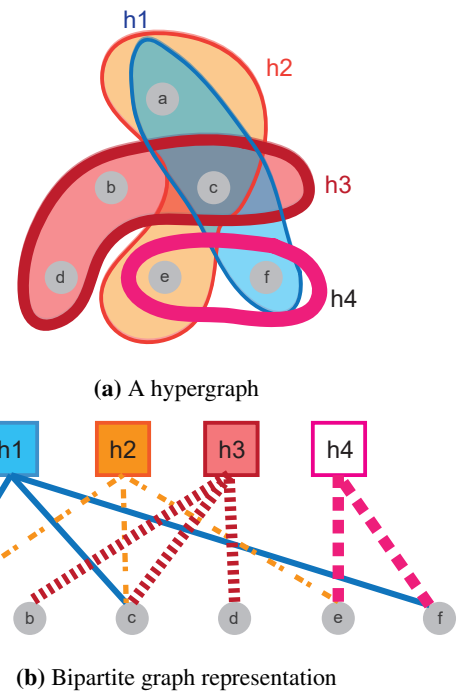 h1
h2
a
b
c
h3
d
e
f
h4
(a) A hypergraph
h1 h2 h3 h4
b c d e f
(b) Bipartite graph representation